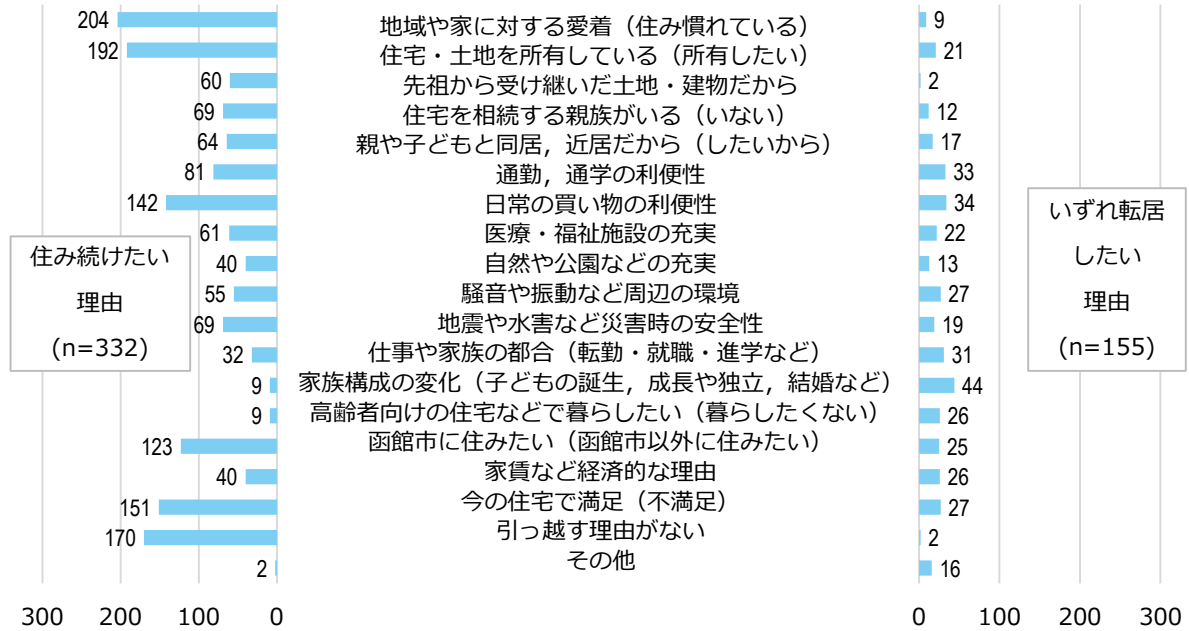 204 地域や家に対する愛着（住み慣れている） 9
192 住宅・土地を所有している（所有したい） 21
60 先祖から受け継いだ土地・建物だから 2
69 住宅を相続する親族がいる（いない） 12
64 親や子どもと同居，近居だから（したいから） 17
81 通勤，通学の利便性 33
142 日常の買い物の利便性 34
61 医療・福祉施設の充実 22
40 自然や公園などの充実 13
55 騒音や振動など周辺の環境 27
69 地震や水害など災害時の安全性 19
32 仕事や家族の都合（転勤・就職・進学など） 31
9 家族構成の変化（子どもの誕生，成長や独立，結婚など） 44
9 高齢者向けの住宅などで暮らしたい（暮らしたくない） 26
123 函館市に住みたい（函館市以外に住みたい） 25
40 家賃など経済的な理由 26
151 今の住宅で満足（不満足） 27
170 引っ越す理由がない 2
2 その他 16
住み続けたい
理由
(n=332)
いずれ転居
したい
理由
(n=155)
300 200 100 0
0 100 200 300